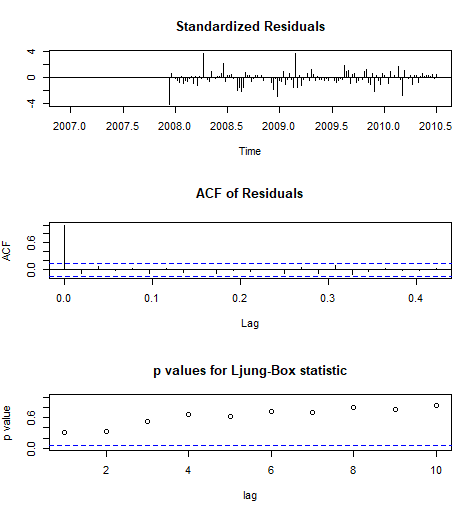 Standardized Residuals
4
0
-4
2007.0 2007.5 2008.0 2008.5 2009.0 2009.5 2010.0 2010.5
Time
ACF of Residuals
ACF
0.6
0.0
0.0 0.1 0.2 0.3 0.4
Lag
p values for Ljung-Box statistic
p value
0.6
0.0
2 4 6 8 10
lag